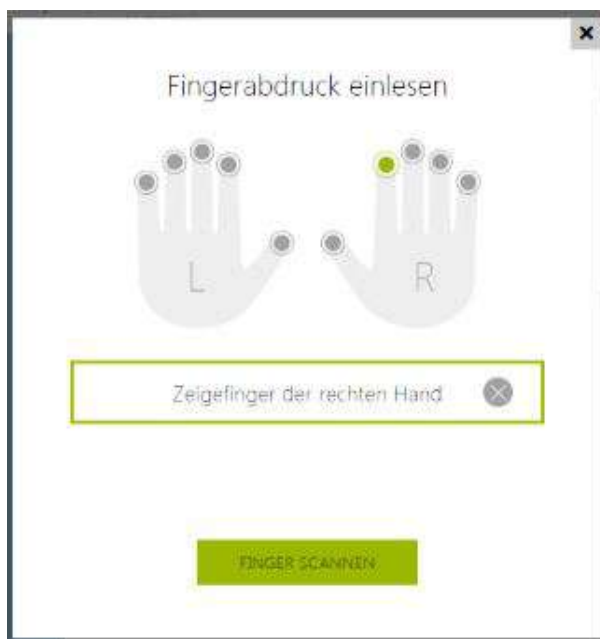 Fingerabdruck einlesen
L R
Zeigefinger der rechten Hand
FINGER SCANNEN